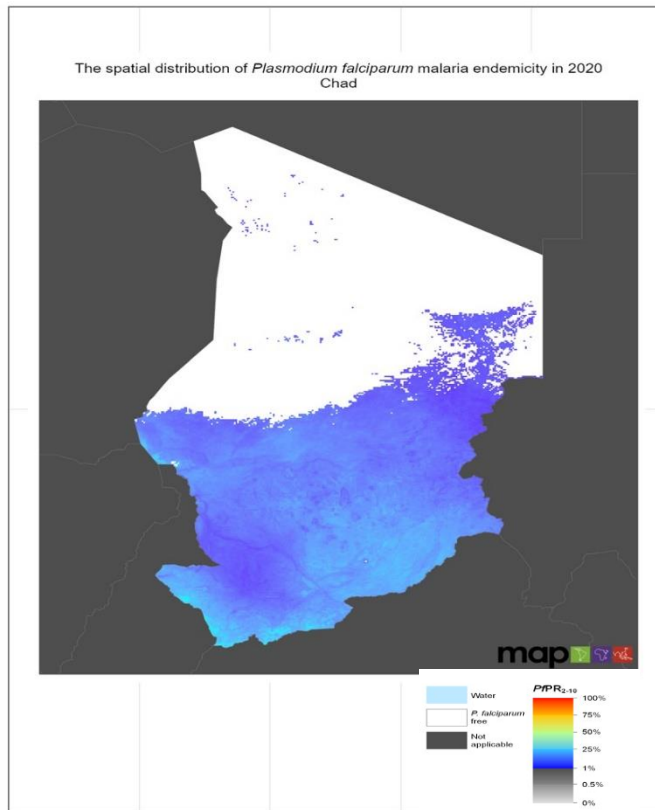 The spatial distribution of Plasmodium falciparum malaria endemicity in 2020
Chad
map
Water
P. falciparum
free
Not
applicable
PfPR2-10
100%
75%
50%
25%
1%
0.5%
0%